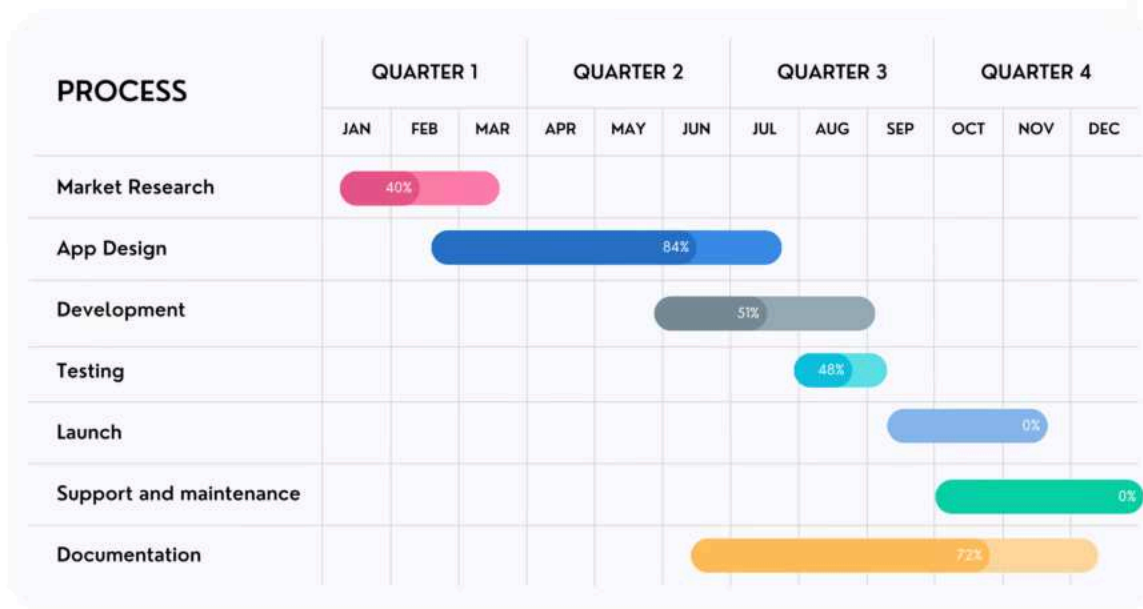 PROCESS
QUARTER 1 QUARTER 2 QUARTER 3 QUARTER 4
JAN FEB MAR APR MAY JUN JUL AUG SEP OCT NOV DEC
Market Research 40%
App Design 84%
Development 51%
Testing 48%
Launch 0%
Support and maintenance 0%
Documentation 72%